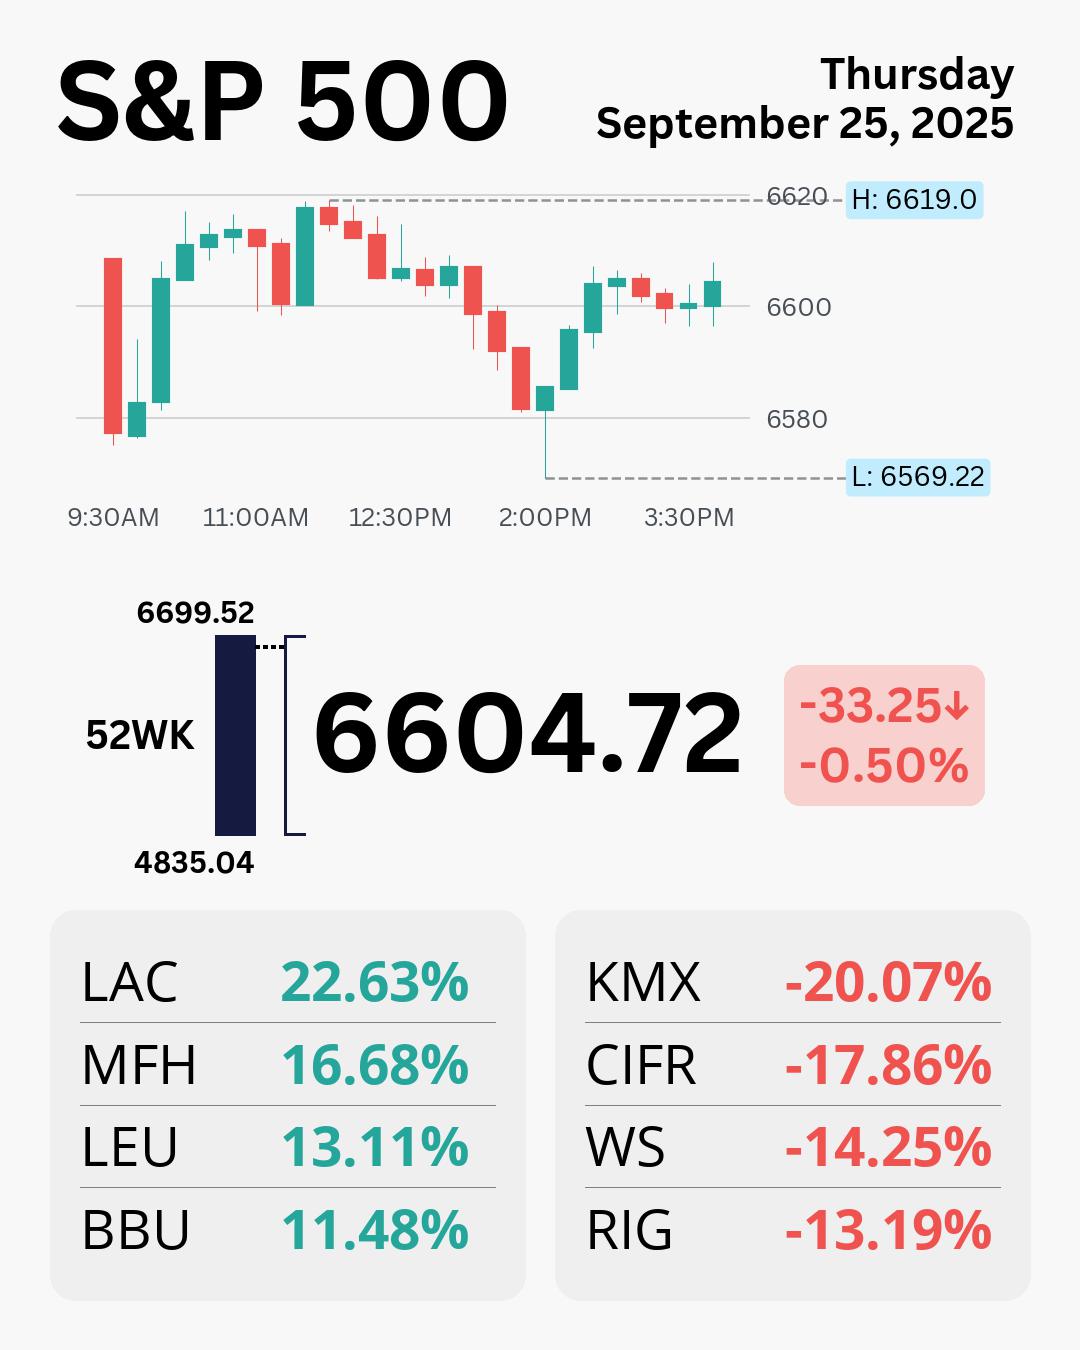 S&P 500
Thursday
September 25, 2025
6620
H: 6619.0
6600
6580
L: 6569.22
9:30AM 11:00AM 12:30PM 2:00PM 3:30PM
6699.52
52WK
6604.72
-33.25↓
-0.50%
4835.04
LAC 22.63%
MFH 16.68%
LEU 13.11%
BBU 11.48%
KMX -20.07%
CIFR -17.86%
WS -14.25%
RIG -13.19%